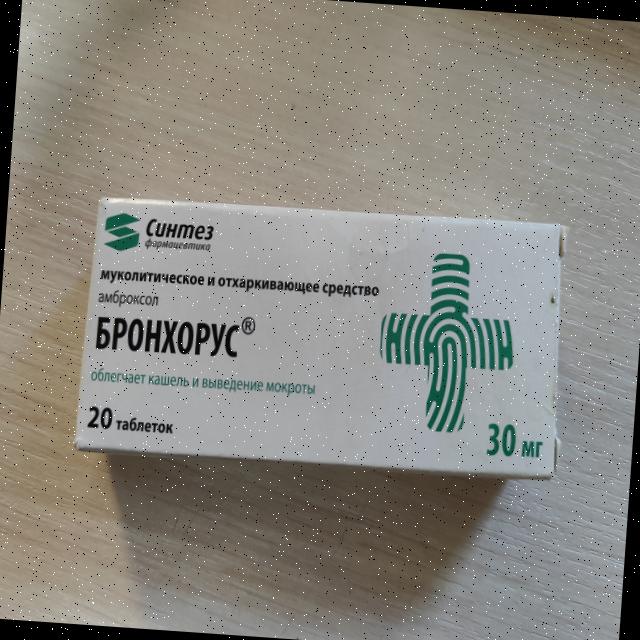 Синтез
фармацевтика
муколитическое и отхаркивающее средство
амброксол
БРОНХОРУС®
облегчает кашель и выведение мокроты
20 таблеток
30 мг